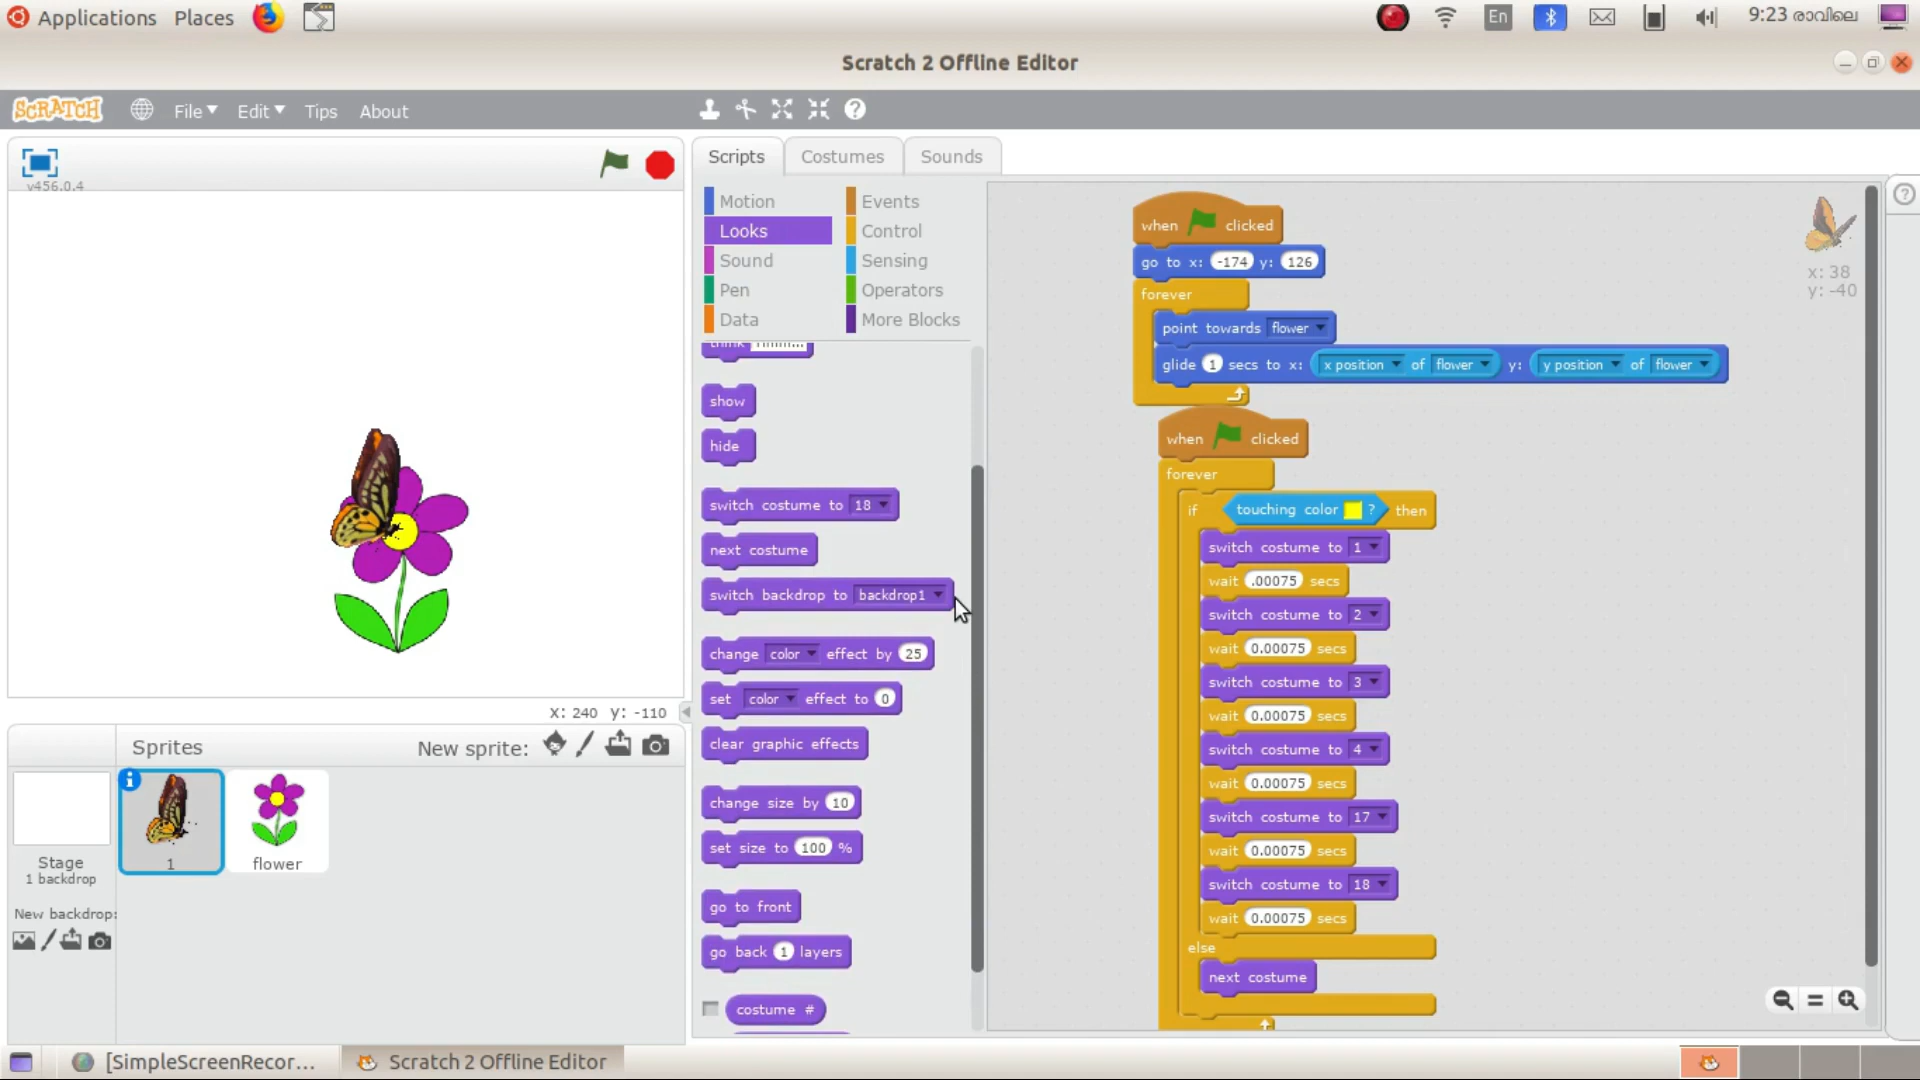 Applications Places En 9:23 രാവിലെ
Scratch 2 Offline Editor
SCRATCH File Edit Tips About
v456.0.4
Scripts Costumes Sounds
Motion Events
Looks Control
Sound Sensing
Pen Operators
Data More Blocks
show
hide
switch costume to 18
next costume
switch backdrop to backdrop1
change color effect by 25
set color effect to 0
clear graphic effects
change size by 10
set size to 100 %
go to front
go back 1 layers
costume #
when clicked
go to x: -174 y: 126
forever
point towards flower
glide 1 secs to x: x position of flower y: y position of flower
when clicked
forever
if touching color ? then
switch costume to 1
wait .00075 secs
switch costume to 2
wait 0.00075 secs
switch costume to 3
wait 0.00075 secs
switch costume to 4
wait 0.00075 secs
switch costume to 17
wait 0.00075 secs
switch costume to 18
wait 0.00075 secs
else
next costume
x: 38
y: -40
x: 240 y: -110
Sprites New sprite:
1
flower
Stage
1 backdrop
New backdrop:
[SimpleScreenRecor... Scratch 2 Offline Editor